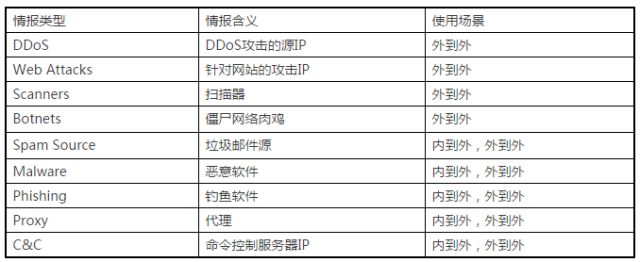 情报类型 情报含义 使用场景
DDoS DDoS攻击的源IP 外到外
Web Attacks 针对网站的攻击IP 外到外
Scanners 扫描器 外到外
Botnets 僵尸网络肉鸡 外到外
Spam Source 垃圾邮件源 内到外，外到外
Malware 恶意软件 内到外，外到外
Phishing 钓鱼软件 内到外，外到外
Proxy 代理 内到外，外到外
C&C 命令控制服务器IP 内到外，外到外